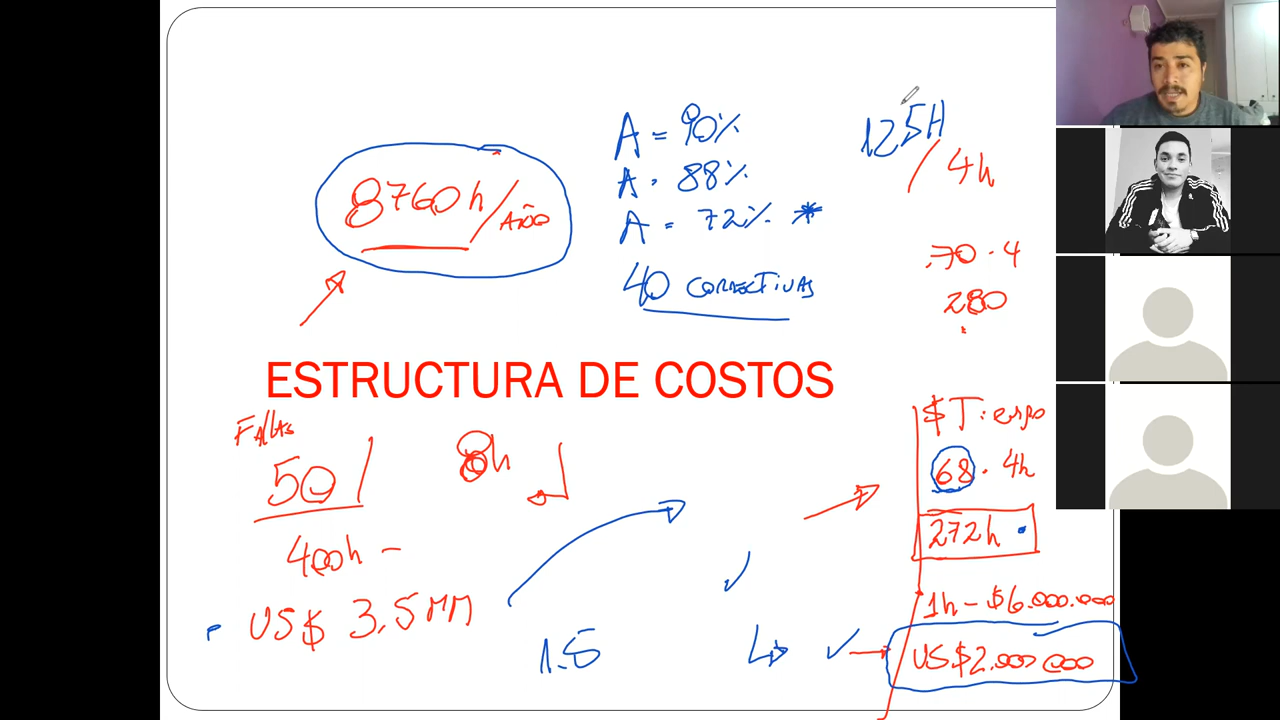 8760 h/AÑO
A = 90%
A = 88%
A = 72% *
40 CORRECTIVAS
125H
/ 4h
70 · 4
280
ESTRUCTURA DE COSTOS
FALLAS
50
8h
400h -
US$ 3.5 MM
1.5
$ Tiempo
68 · 4h
272h
1h - $6.000.000
US$2.000.000